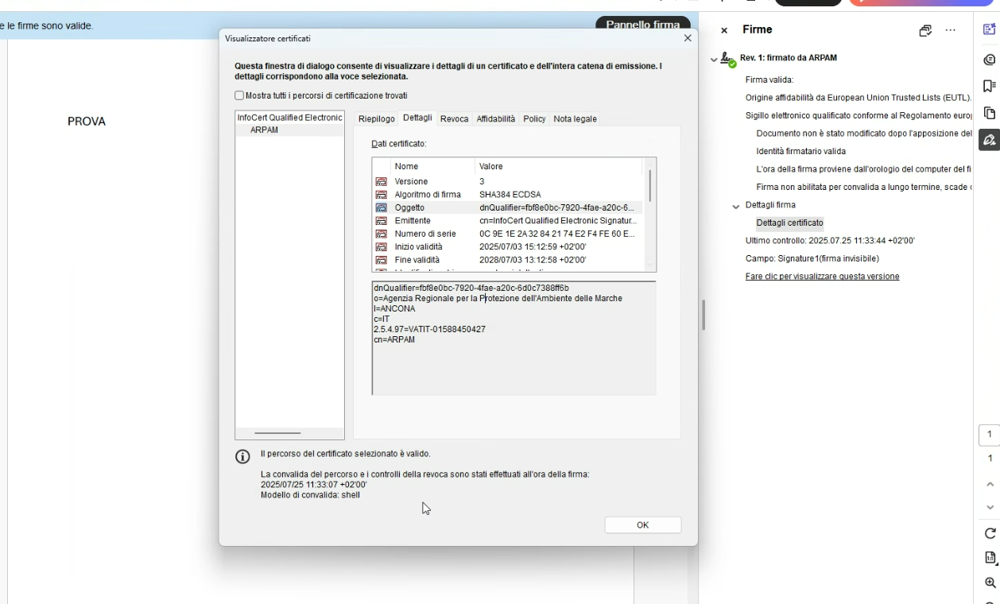 e le firme sono valide.
Pannello firma
PROVA
Visualizzatore certificati
Questa finestra di dialogo consente di visualizzare i dettagli di un certificato e dell'intera catena di emissione. I
dettagli corrispondono alla voce selezionata.
Mostra tutti i percorsi di certificazione trovati
InfoCert Qualified Electronic
ARPAM
Riepilogo Dettagli Revoca Affidabilità Policy Nota legale
Dati certificato:
Nome Valore
Versione 3
Algoritmo di firma SHA384 ECDSA
Oggetto dnQualifier=fbf8e0bc-7920-4fae-a20c-6...
Emittente cn=InfoCert Qualified Electronic Signatur...
Numero di serie 0C 9E 1E 2A 32 84 21 74 E2 F4 FE 60 E...
Inizio validità 2025/07/03 15:12:59 +02'00'
Fine validità 2028/07/03 13:12:58 +02'00'
dnQualifier=fbf8e0bc-7920-4fae-a20c-6d0c7388ff6b
o=Agenzia Regionale per la Protezione dell'Ambiente delle Marche
l=ANCONA
c=IT
2.5.4.97=VATIT-01588450427
cn=ARPAM
Il percorso del certificato selezionato è valido.
La convalida del percorso e i controlli della revoca sono stati effettuati all'ora della firma:
2025/07/25 11:33:07 +02'00'
Modello di convalida: shell
OK
Firme
Rev. 1: firmato da ARPAM
Firma valida:
Origine affidabilità da European Union Trusted Lists (EUTL).
Sigillo elettronico qualificato conforme al Regolamento euro
Documento non è stato modificato dopo l'apposizione del
Identità firmatario valida
L'ora della firma proviene dall'orologio del computer del fi
Firma non abilitata per convalida a lungo termine, scade
Dettagli firma
Dettagli certificato
Ultimo controllo: 2025.07.25 11:33:44 +02'00'
Campo: Signature1(firma invisibile)
Fare clic per visualizzare questa versione
1
1